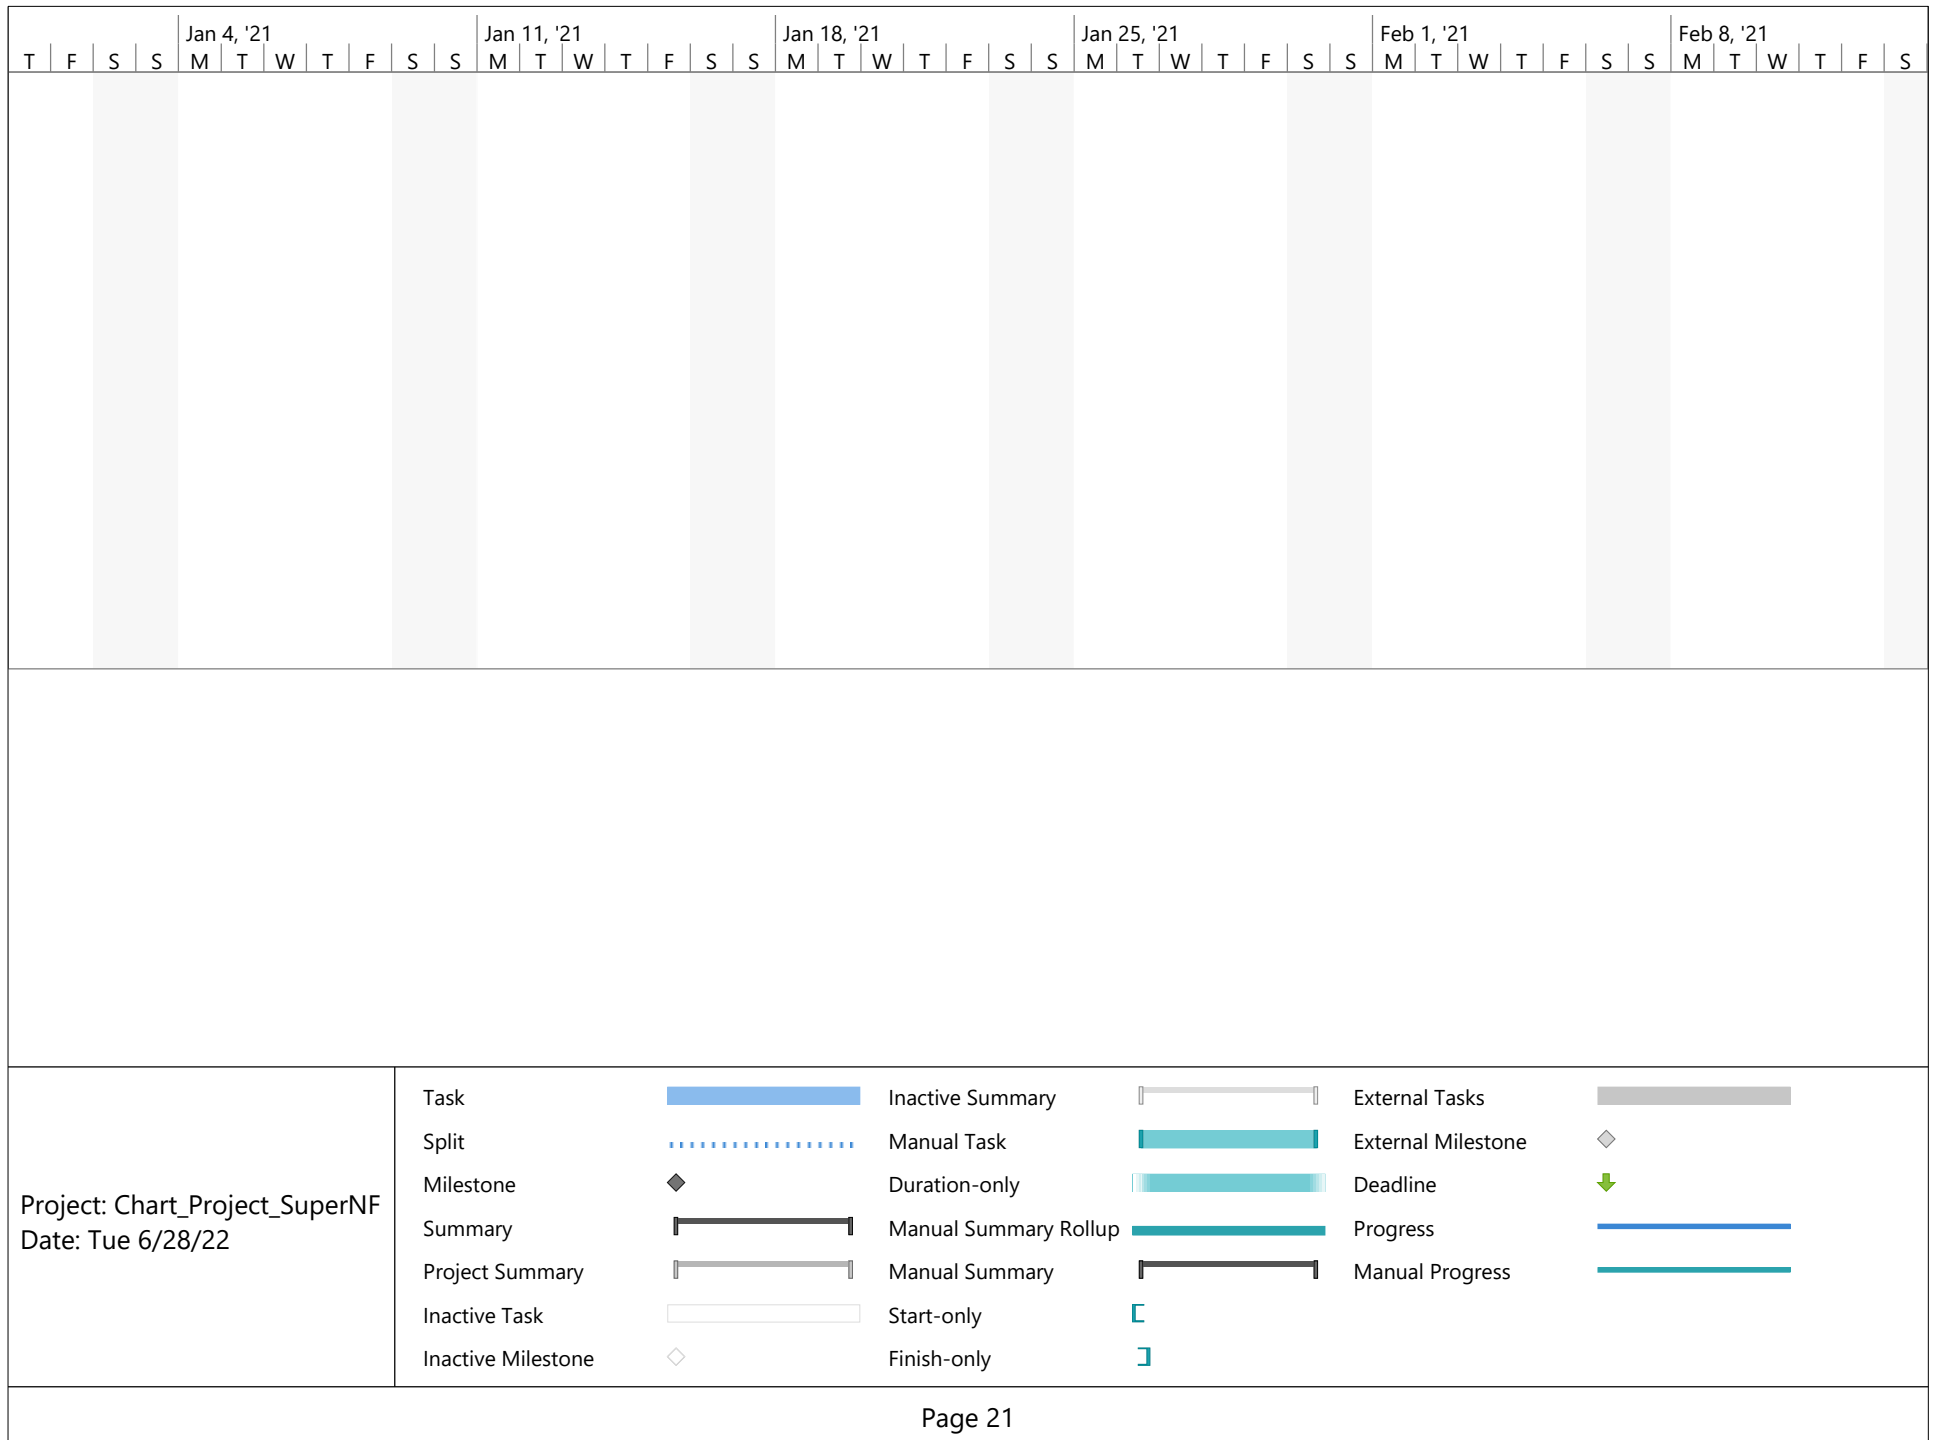 Jan 4, '21 Jan 11, '21 Jan 18, '21 Jan 25, '21 Feb 1, '21 Feb 8, '21
T F S S M T W T F S S M T W T F S S M T W T F S S M T W T F S S M T W T F S S M T W T F S
Task Inactive Summary External Tasks
Split Manual Task External Milestone
Milestone Duration-only Deadline
Summary Manual Summary Rollup Progress
Project Summary Manual Summary Manual Progress
Inactive Task Start-only
Inactive Milestone Finish-only
Project: Chart_Project_SuperNF
Date: Tue 6/28/22
Page 21